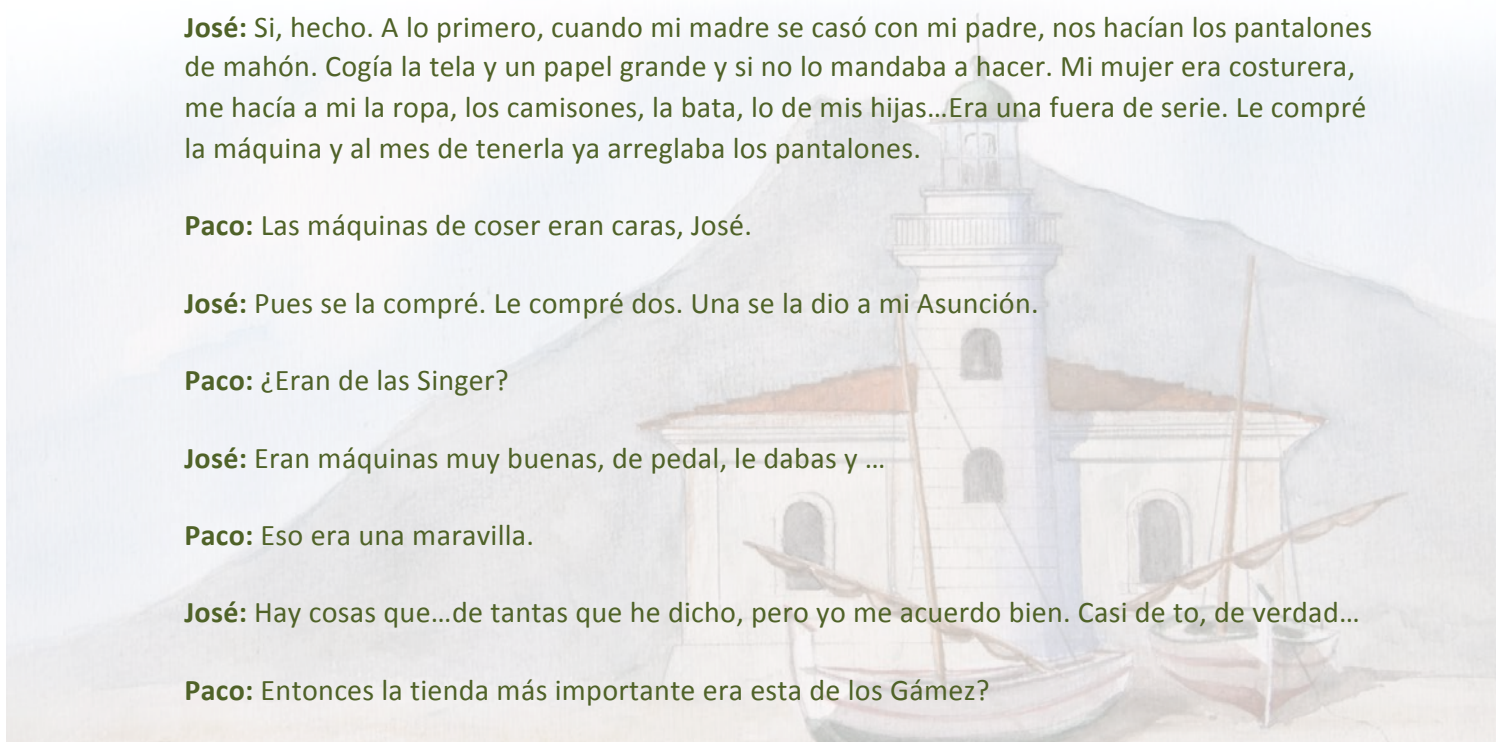 José: Si, hecho. A lo primero, cuando mi madre se casó con mi padre, nos hacían los pantalones
de mahón. Cogía la tela y un papel grande y si no lo mandaba a hacer. Mi mujer era costurera,
me hacía a mi la ropa, los camisones, la bata, lo de mis hijas…Era una fuera de serie. Le compré
la máquina y al mes de tenerla ya arreglaba los pantalones.
Paco: Las máquinas de coser eran caras, José.
José: Pues se la compré. Le compré dos. Una se la dio a mi Asunción.
Paco: ¿Eran de las Singer?
José: Eran máquinas muy buenas, de pedal, le dabas y …
Paco: Eso era una maravilla.
José: Hay cosas que…de tantas que he dicho, pero yo me acuerdo bien. Casi de to, de verdad…
Paco: Entonces la tienda más importante era esta de los Gámez?